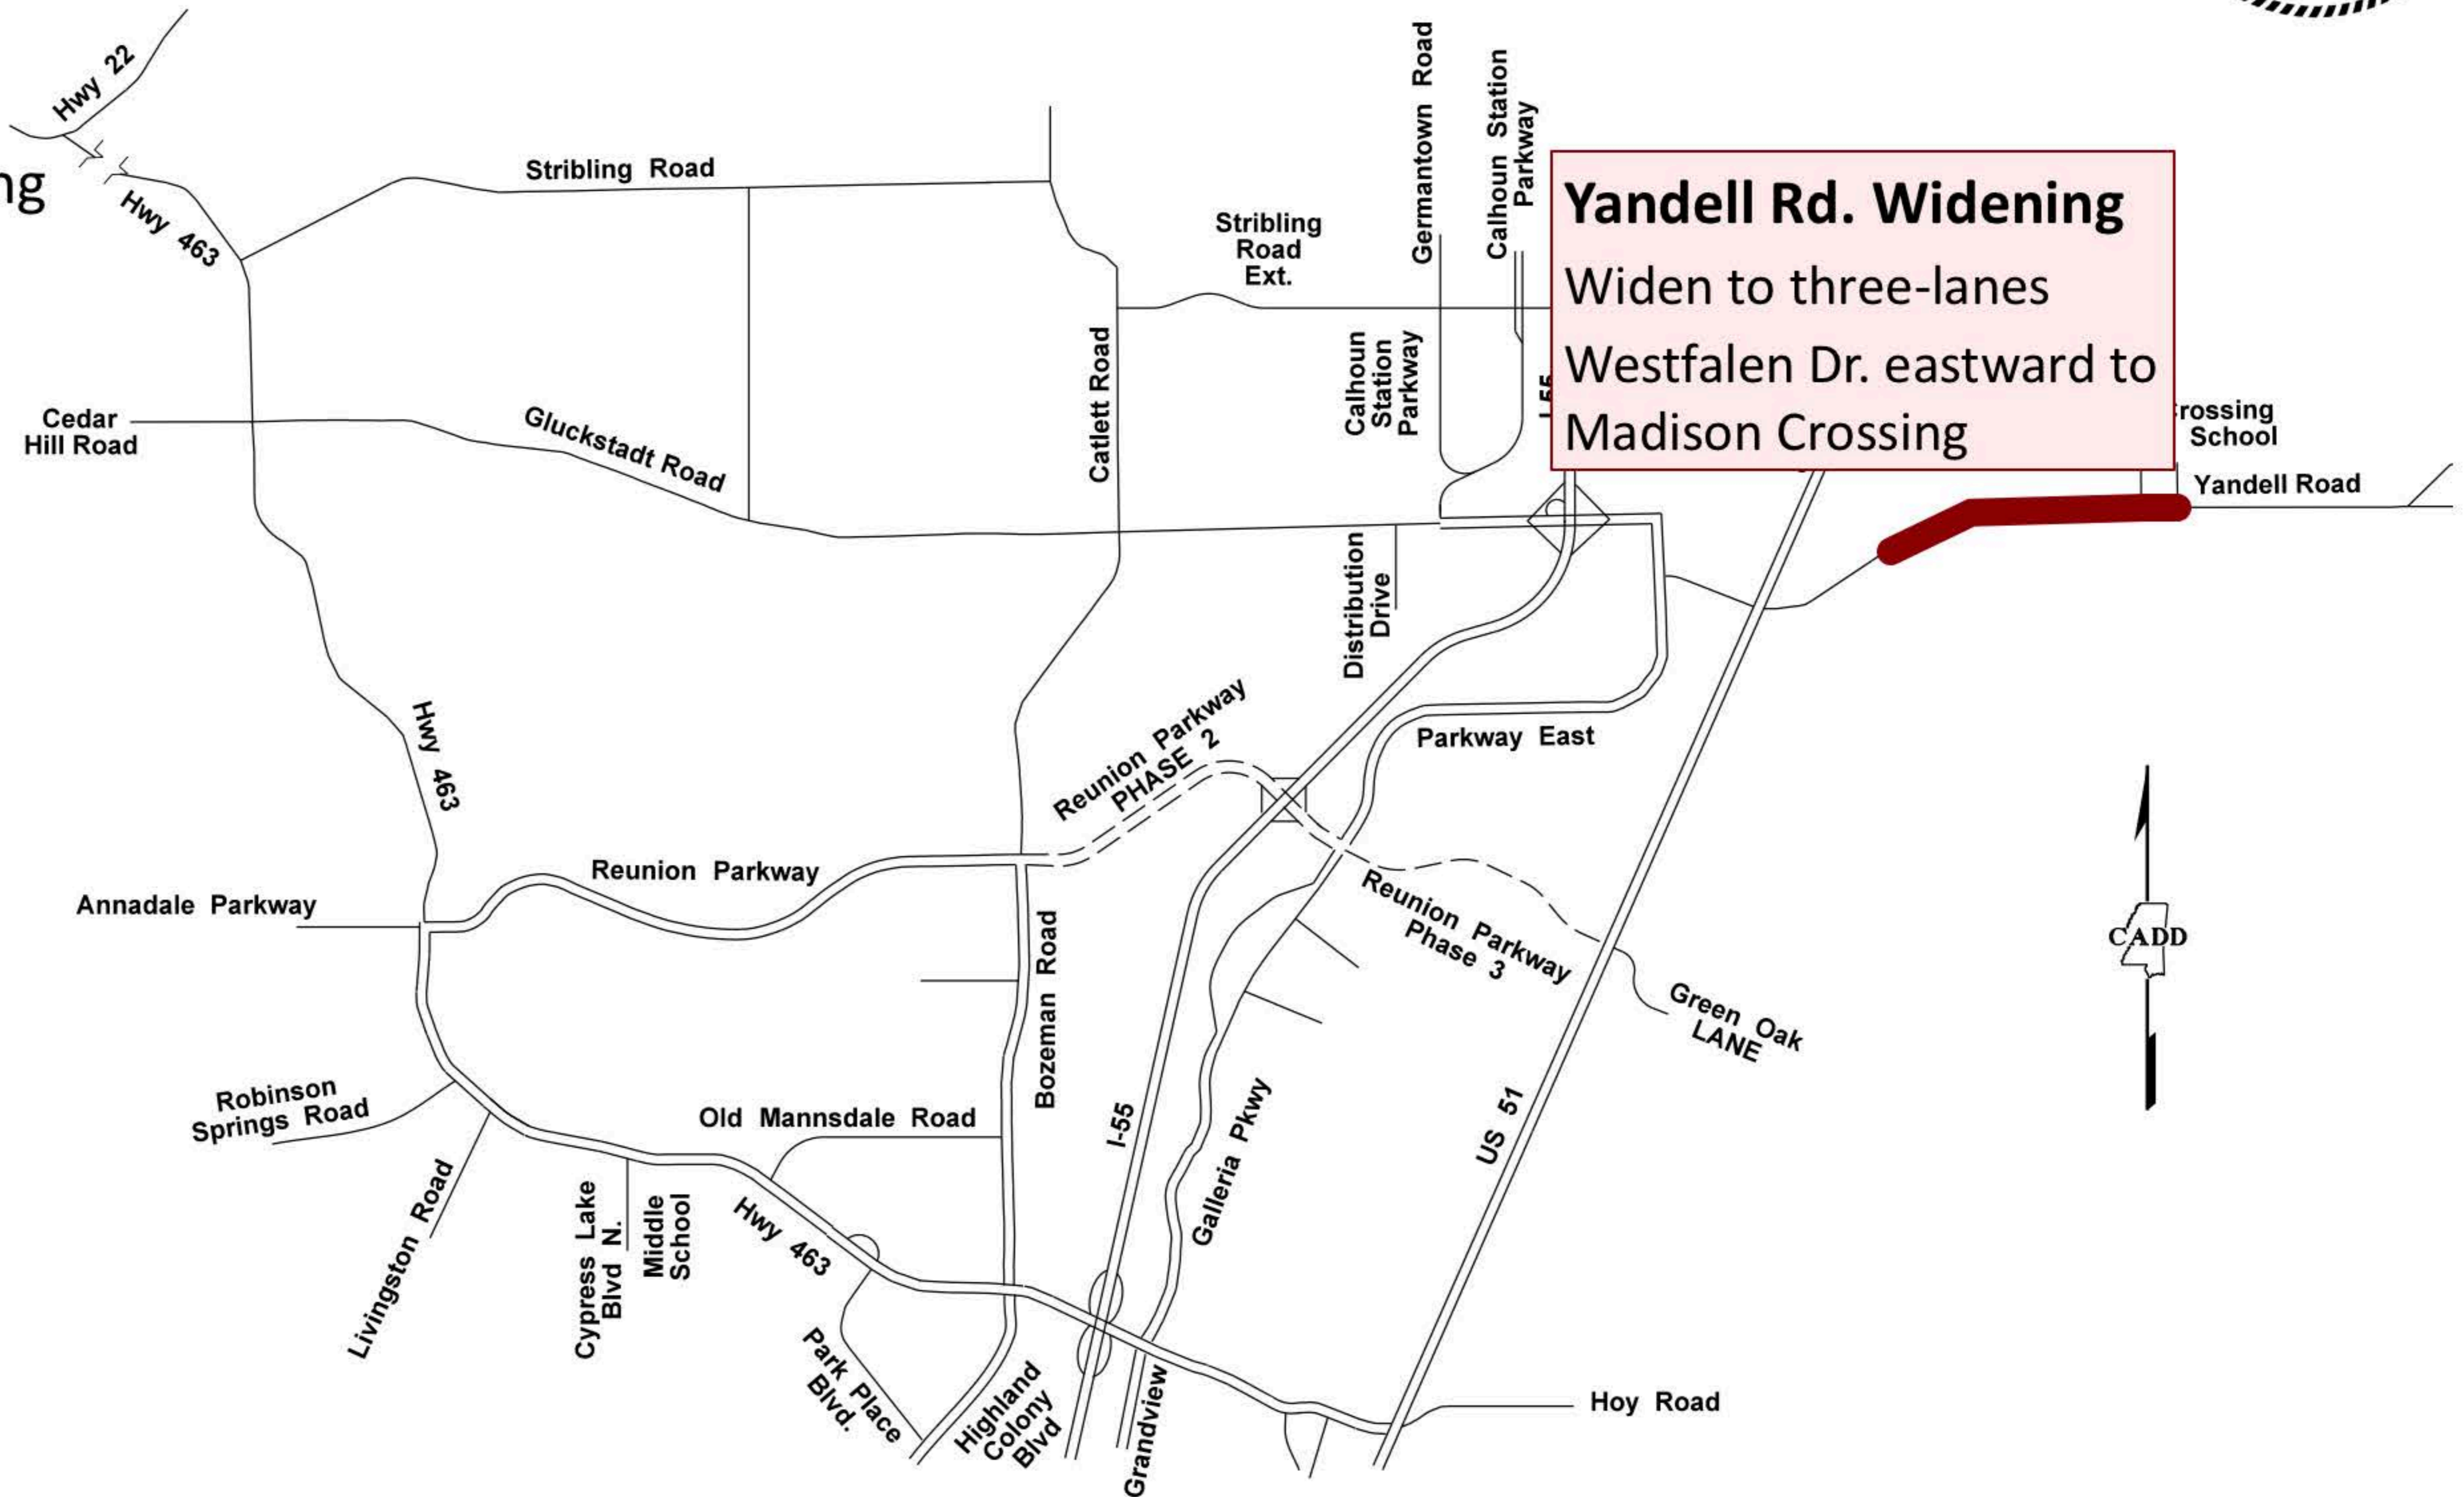 Hwy 22
ng
Hwy 463
Stribling Road
Stribling
Road
Ext.
Germantown Road
Calhoun Station
Parkway
Yandell Rd. Widening
Widen to three-lanes
Westfalen Dr. eastward to
Madison Crossing
Calhoun
Station
Parkway
I-55
Catlett Road
Cedar
Hill Road
Gluckstadt Road
rossing
School
Yandell Road
Distribution
Drive
Hwy 463
Reunion Parkway
PHASE 2
Parkway East
Reunion Parkway
Annadale Parkway
Reunion Parkway
Phase 3
Bozeman Road
CADD
Green Oak
LANE
Robinson
Springs Road
Old Mannsdale Road
I-55
Galleria Pkwy
US 51
Livingston Road
Cypress Lake
Blvd N.
Middle
School
Hwy 463
Park Place
Blvd.
Highland
Colony
Blvd
Grandview
Hoy Road